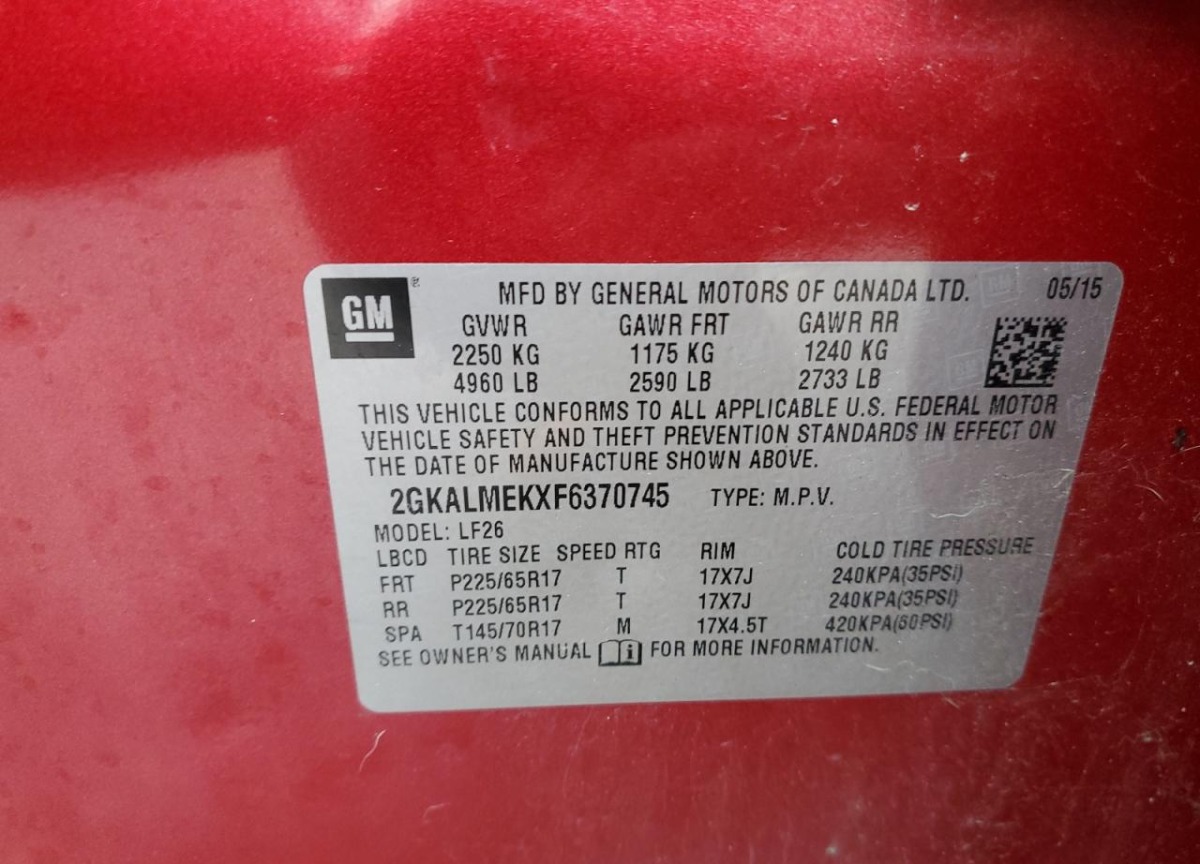 GM
MFD BY GENERAL MOTORS OF CANADA LTD. 05/15
GVWR GAWR FRT GAWR RR
2250 KG 1175 KG 1240 KG
4960 LB 2590 LB 2733 LB
THIS VEHICLE CONFORMS TO ALL APPLICABLE U.S. FEDERAL MOTOR
VEHICLE SAFETY AND THEFT PREVENTION STANDARDS IN EFFECT ON
THE DATE OF MANUFACTURE SHOWN ABOVE.
2GKALMEKXF6370745 TYPE: M.P.V.
MODEL: LF26
LBCD TIRE SIZE SPEED RTG RIM COLD TIRE PRESSURE
FRT P225/65R17 T 17X7J 240KPA(35PSI)
RR P225/65R17 T 17X7J 240KPA(35PSI)
SPA T145/70R17 M 17X4.5T 420KPA(60PSI)
SEE OWNER'S MANUAL FOR MORE INFORMATION.